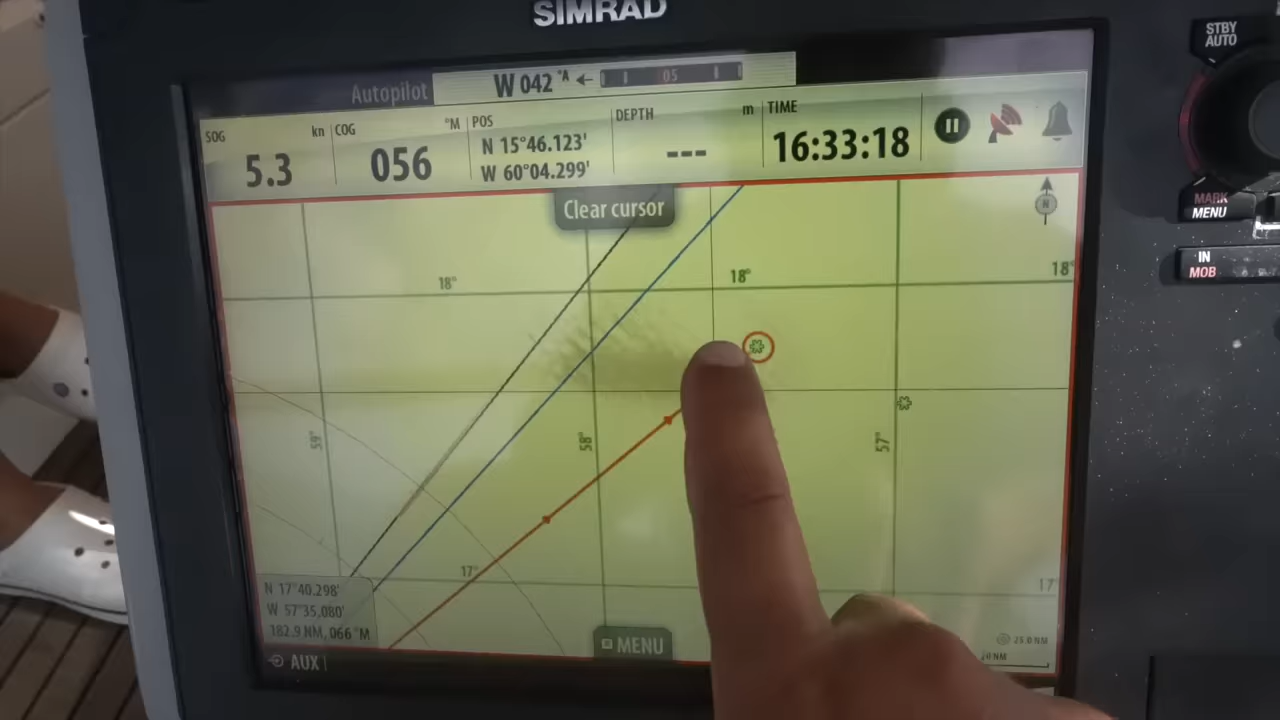 SIMRAD
STBY
AUTO
Autopilot
W 042 °A ← 05
SOG kn
5.3
COG °M
056
POS
N 15°46.123'
W 60°04.299'
DEPTH m
---
TIME
16:33:18
MARK
MENU
IN
MOB
Clear cursor
N
18°
18°
18°
59°
58°
57°
17°
17°
N 17°40.298'
W 57°35.080'
182.9 NM, 066 °M
MENU
NM
AUX